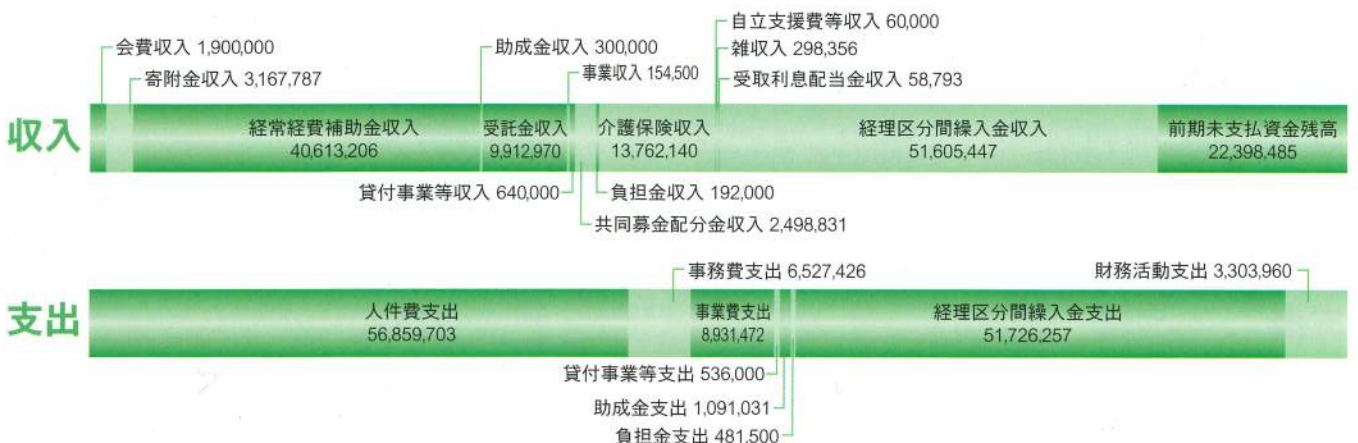 自立支援費等収入 60,000
会費収入 1,900,000
助成金収入 300,000
雑収入 298,356
寄附金収入 3,167,787
事業収入 154,500
受取利息配当金収入 58,793
収入
経常経費補助金収入
40,613,206
受託金収入
9,912,970
介護保険収入
13,762,140
経理区分間繰入金収入
51,605,447
前期末支払資金残高
22,398,485
貸付事業等収入 640,000
負担金収入 192,000
共同募金配分金収入 2,498,831
事務費支出 6,527,426
財務活動支出 3,303,960
支出
人件費支出
56,859,703
事業費支出
8,931,472
経理区分間繰入金支出
51,726,257
貸付事業等支出 536,000
助成金支出 1,091,031
負担金支出 481,500